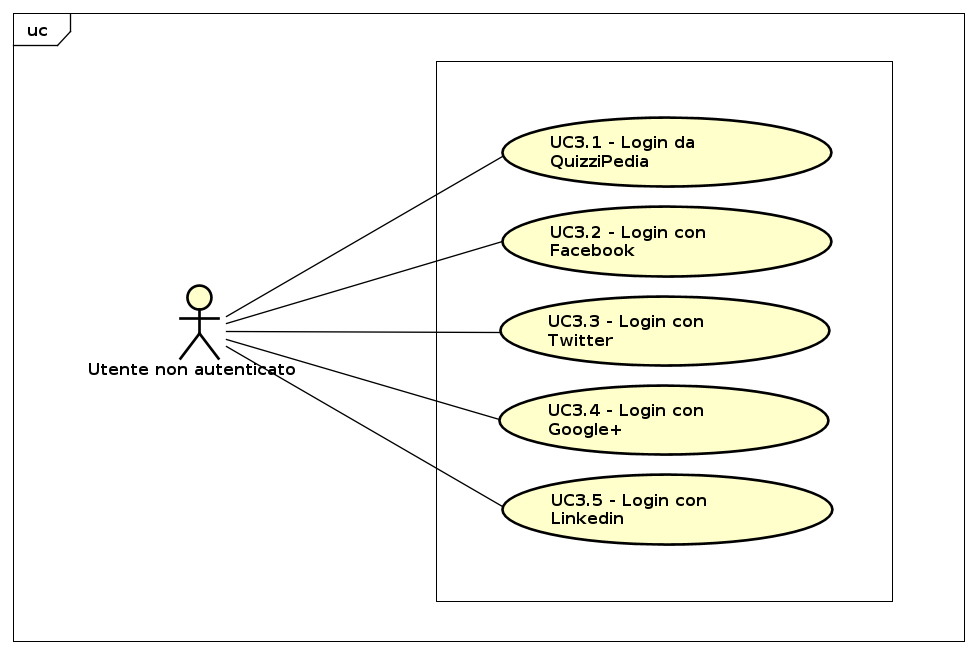 uc
UC3.1 - Login da
QuizziPedia
UC3.2 - Login con
Facebook
UC3.3 - Login con
Twitter
Utente non autenticato
UC3.4 - Login con
Google+
UC3.5 - Login con
Linkedin